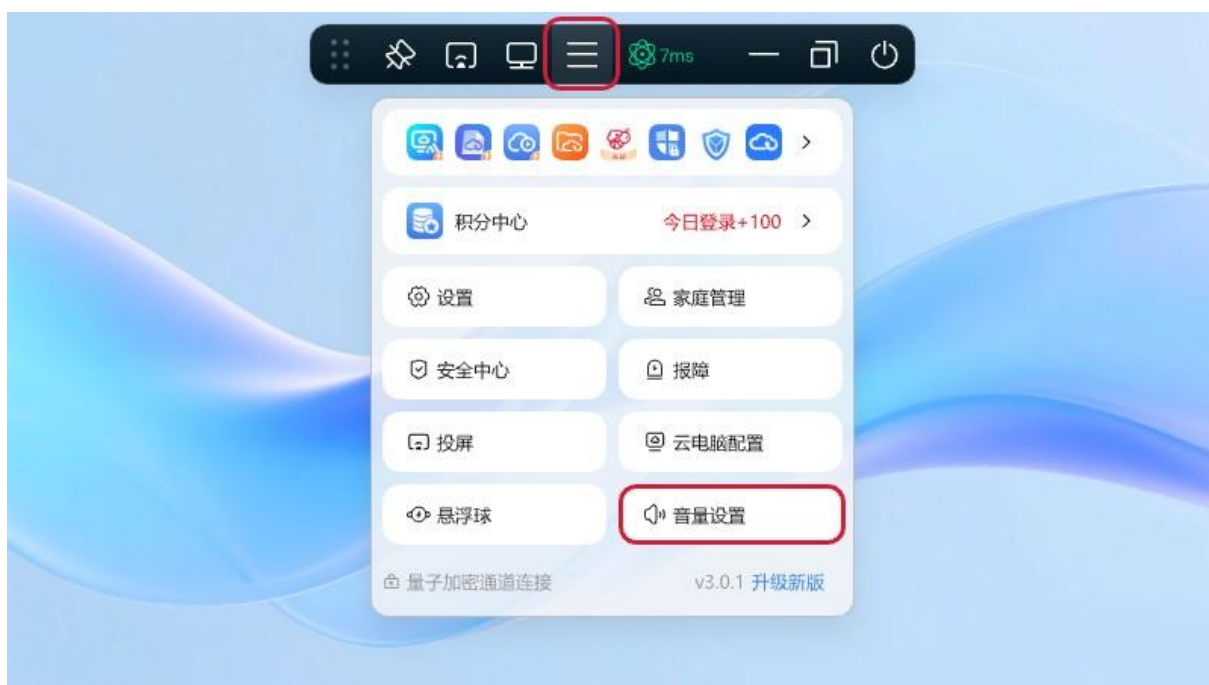 7ms
积分中心 今日登录+100
设置 家庭管理
安全中心 报障
投屏 云电脑配置
悬浮球 音量设置
量子加密通道连接 v3.0.1 升级新版